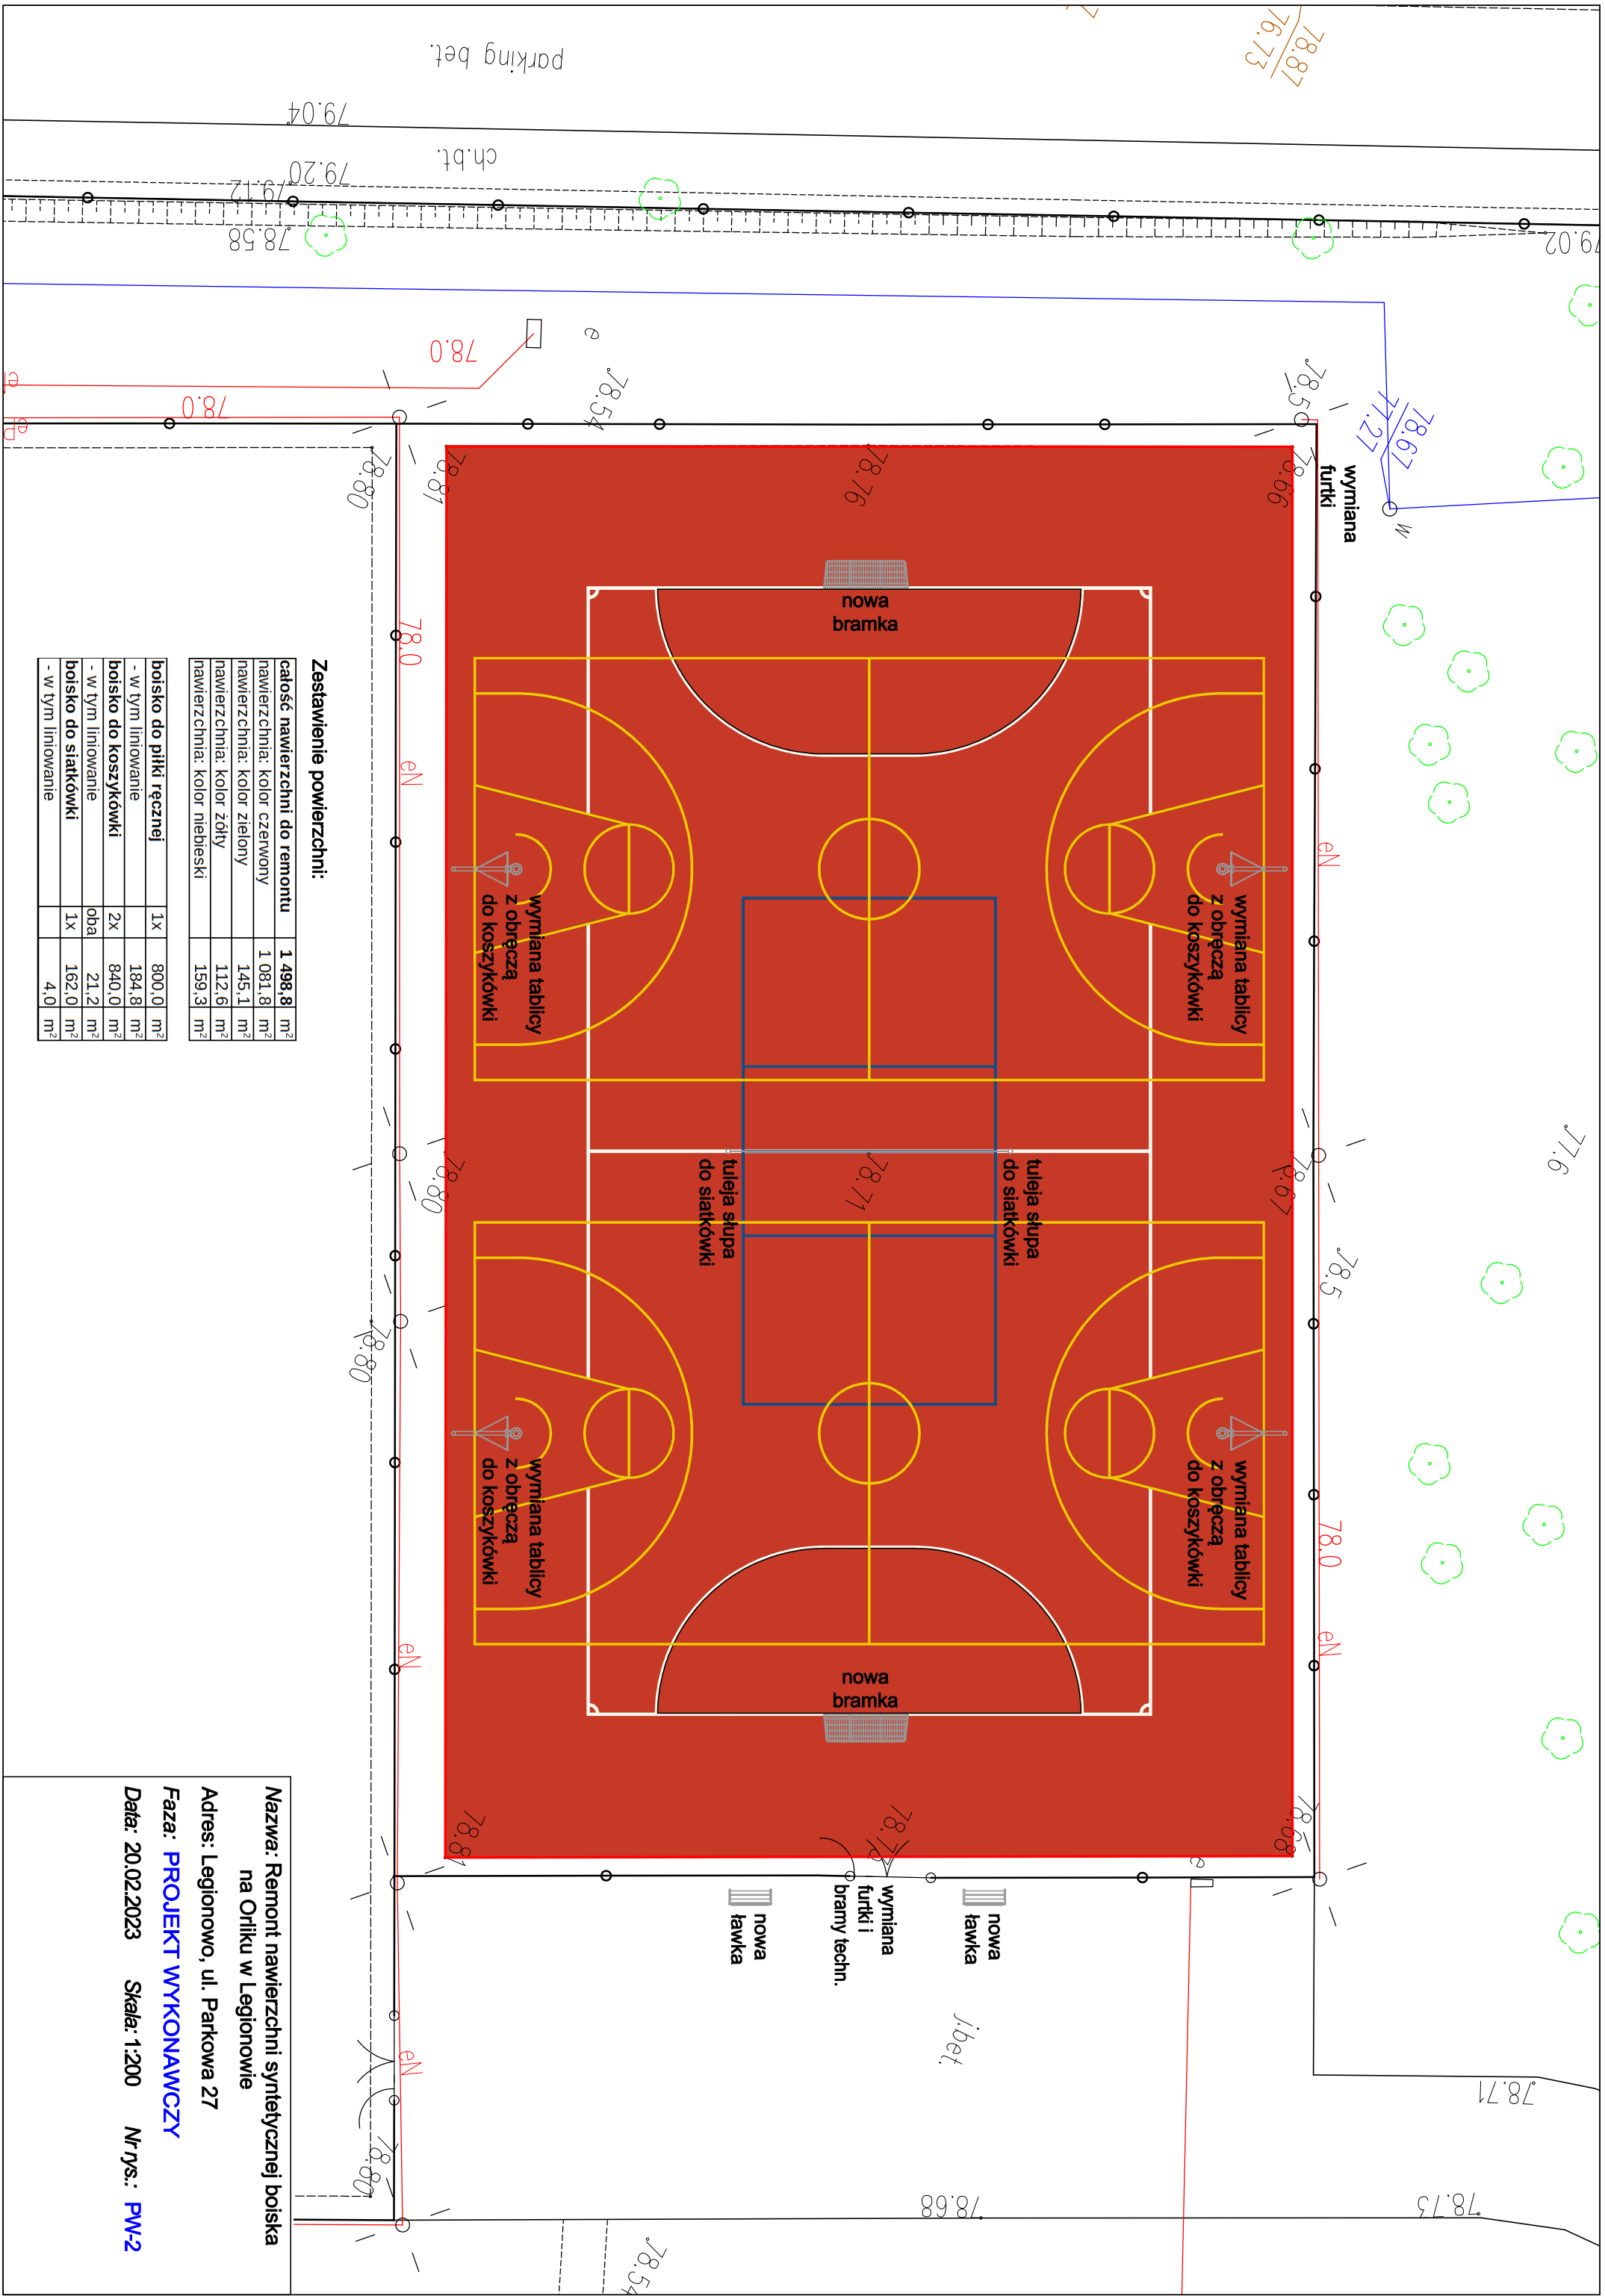 parking bet.
79.04
ch.bt.
79.20
79.12
78.58
79.02
78.87
76.73
78.0
78.0
e
78.54
78.5
78.67
77.27
w
wymiana
furtki
78.80
78.81
78.76
78.66
nowa
bramka
78.0
eN
eN
wymiana tablicy
z obręczą
do koszykówki
wymiana tablicy
z obręczą
do koszykówki
77.6
78.80
78.71
78.67
tuleja słupa
do siatkówki
tuleja słupa
do siatkówki
78.5
78.80
wymiana tablicy
z obręczą
do koszykówki
wymiana tablicy
z obręczą
do koszykówki
78.0
eN
eN
nowa
bramka
78.81
78.68
e
wymiana
furtki i
bramy techn.
nowa
ławka
nowa
ławka
j.bet.
eN
78.71
78.80
78.68
78.73
78.54
Zestawienie powierzchni:
całość nawierzchni do remontu 1 498,8 m²
nawierzchnia: kolor czerwony 1 081,8 m²
nawierzchnia: kolor zielony 145,1 m²
nawierzchnia: kolor żółty 112,6 m²
nawierzchnia: kolor niebieski 159,3 m²
boisko do piłki ręcznej 1x 800,0 m²
- w tym liniowanie 184,8 m²
boisko do koszykówki 2x 840,0 m²
- w tym liniowanie oba 21,2 m²
boisko do siatkówki 1x 162,0 m²
- w tym liniowanie 4,0 m²
Nazwa: Remont nawierzchni syntetycznej boiska
na Orliku w Legionowie
Adres: Legionowo, ul. Parkowa 27
Faza: PROJEKT WYKONAWCZY
Data: 20.02.2023 Skala: 1:200 Nr rys.: PW-2